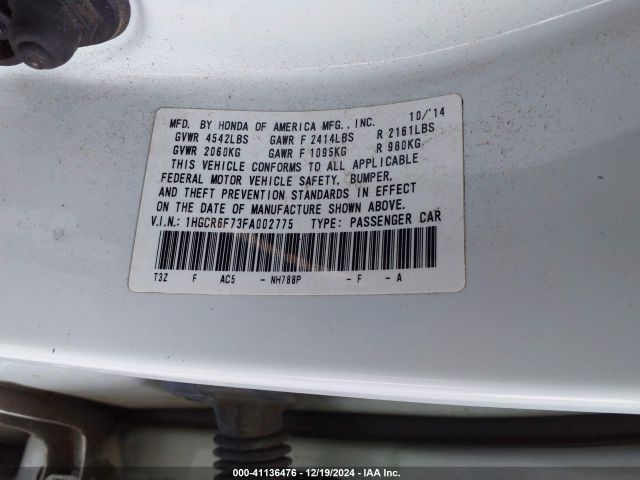 MFD. BY HONDA OF AMERICA MFG., INC. 10/'14
GVWR 4542LBS GAWR F 2414LBS R 2161LBS
GVWR 2060KG GAWR F 1095KG R 980KG
THIS VEHICLE CONFORMS TO ALL APPLICABLE
FEDERAL MOTOR VEHICLE SAFETY, BUMPER,
AND THEFT PREVENTION STANDARDS IN EFFECT
ON THE DATE OF MANUFACTURE SHOWN ABOVE.
V.I.N.: 1HGCR6F73FA002775 TYPE: PASSENGER CAR
T3Z F AC5 - NH788P - F - A
000-41136476 - 12/19/2024 - IAA Inc.